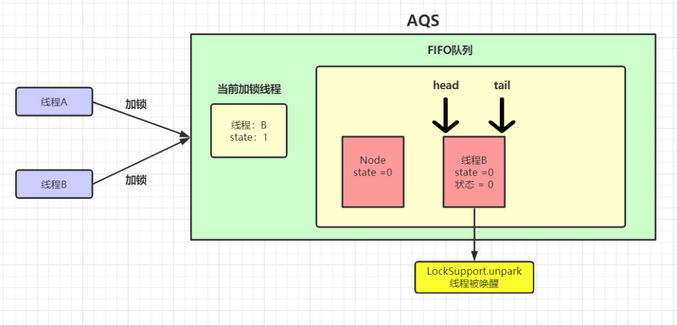 AQS
FIFO队列
线程A
加锁
线程B
加锁
当前加锁线程
线程：B
state：1
head
tail
Node
state =0
线程B
state =0
状态 = 0
LockSupport.unpark
线程被唤醒